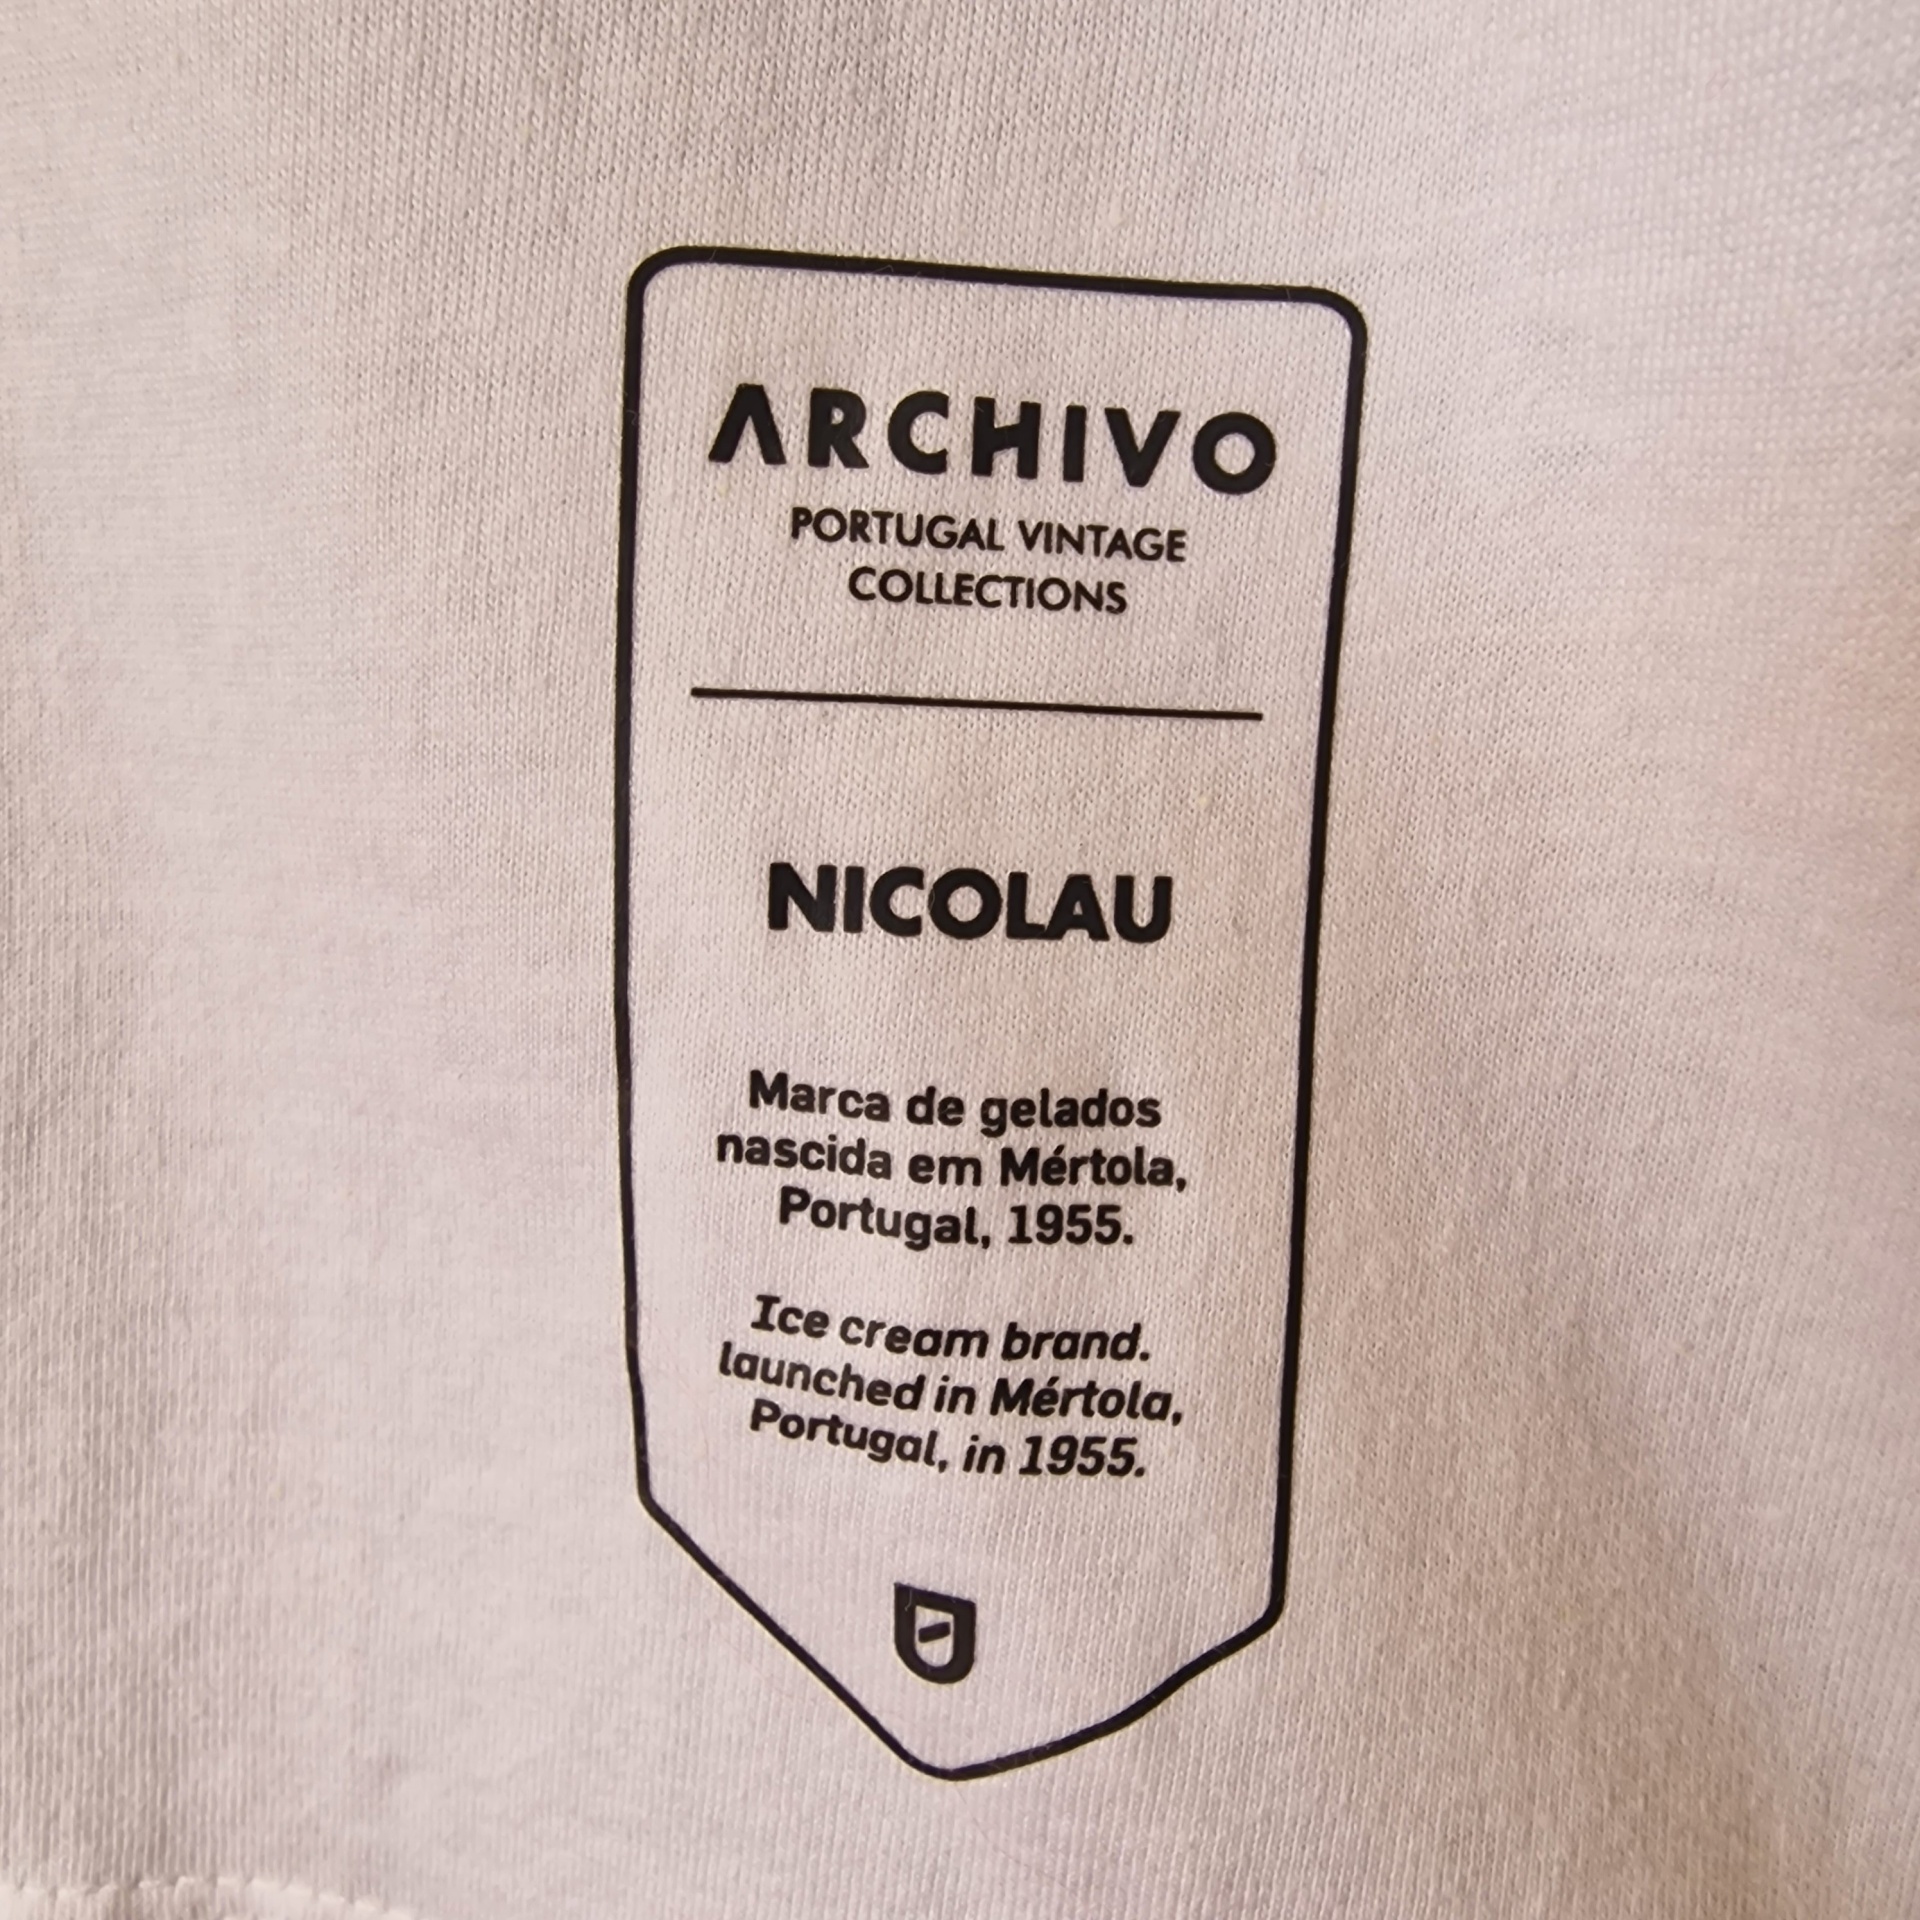 ARCHIVO
PORTUGAL VINTAGE
COLLECTIONS
NICOLAU
Marca de gelados
nascida em Mértola,
Portugal, 1955.
Ice cream brand.
launched in Mértola,
Portugal, in 1955.